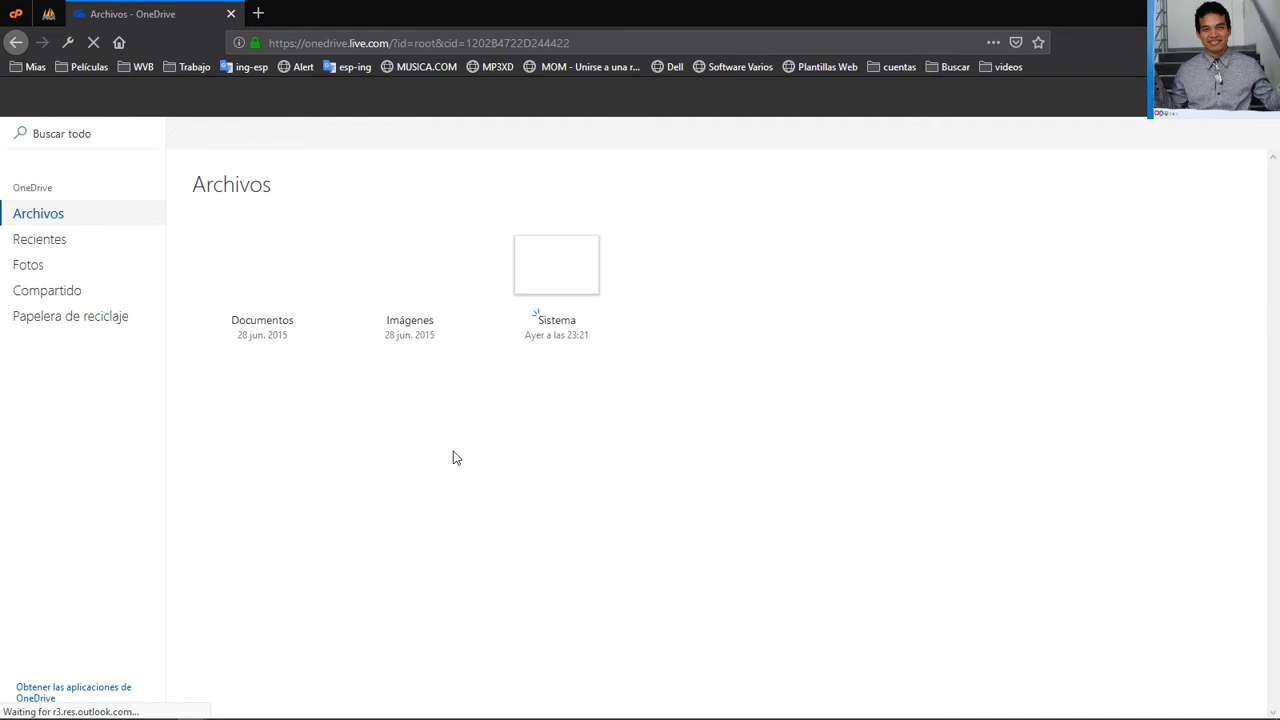 Archivos - OneDrive
https://onedrive.live.com/?id=root&cid=1202B4722D244422
Mias Películas WVB Trabajo ing-esp Alert esp-ing MUSICA.COM MOM MOM - Unirse a una r... Dell Software Varios Plantillas Web cuentas Buscar videos
Buscar todo
OneDrive
Archivos
Recientes
Fotos
Compartido
Papelera de reciclaje
Archivos
Documentos Imágenes Sistema
28 jun. 2015 28 jun. 2015 Ayer a las 23:21
Obtener las aplicaciones de
OneDrive
Waiting for r3.res.outlook.com...